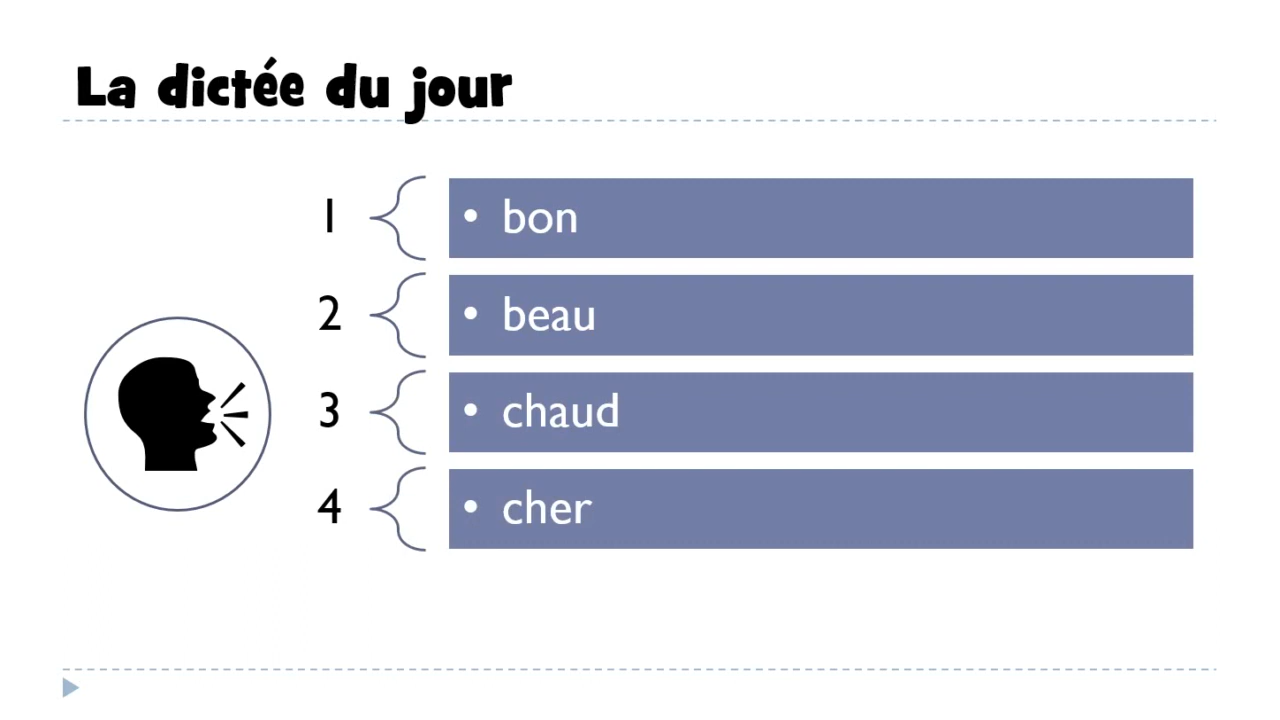 La dictée du jour
1 • bon
2 • beau
3 • chaud
4 • cher